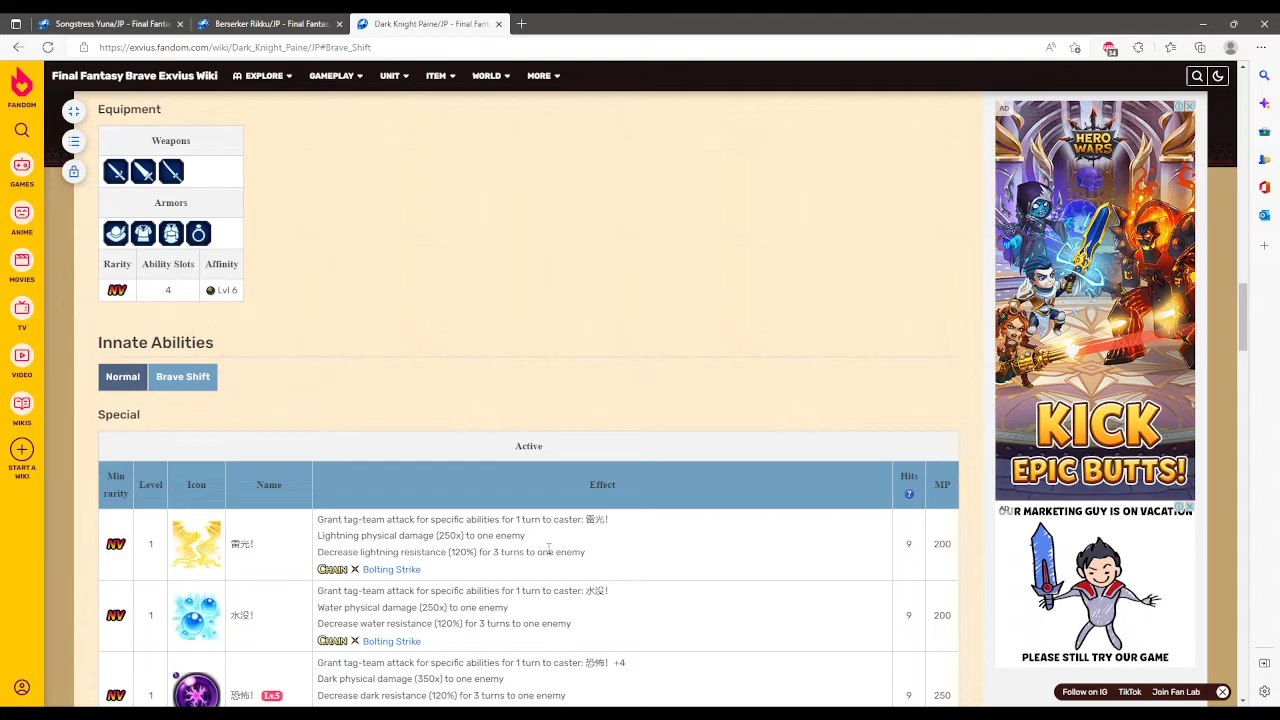 Songstress Yuna/JP - Final Fant
Berserker Rikku/JP - Final Fant
Dark Knight Paine/JP - Final Fant
https://exvius.fandom.com/wiki/Dark_Knight_Paine/JP#Brave_Shift
FANDOM
GAMES
ANIME
MOVIES
TV
VIDEO
WIKIS
START A
WIKI
Final Fantasy Brave Exvius Wiki
EXPLORE
GAMEPLAY
UNIT
ITEM
WORLD
MORE
Equipment
Weapons
Armors
Rarity Ability Slots Affinity
NV 4 Lvl 6
Innate Abilities
Normal Brave Shift
Special
Active
Min
rarity
Level
Icon
Name
Effect
Hits
?
MP
NV
1
雷光!
Grant tag-team attack for specific abilities for 1 turn to caster: 雷光!
Lightning physical damage (250x) to one enemy
Decrease lightning resistance (120%) for 3 turns to one enemy
CHAIN Bolting Strike
9
200
NV
1
水没!
Grant tag-team attack for specific abilities for 1 turn to caster: 水没!
Water physical damage (250x) to one enemy
Decrease water resistance (120%) for 3 turns to one enemy
CHAIN Bolting Strike
9
200
NV
1
恐怖! Lv.5
Grant tag-team attack for specific abilities for 1 turn to caster: 恐怖! +4
Dark physical damage (350x) to one enemy
Decrease dark resistance (120%) for 3 turns to one enemy
9
250
AD
HERO
WARS
KICK
EPIC BUTTS!
AD
OUR MARKETING GUY IS ON VACATION
PLEASE STILL TRY OUR GAME
Follow on IG TikTok Join Fan Lab